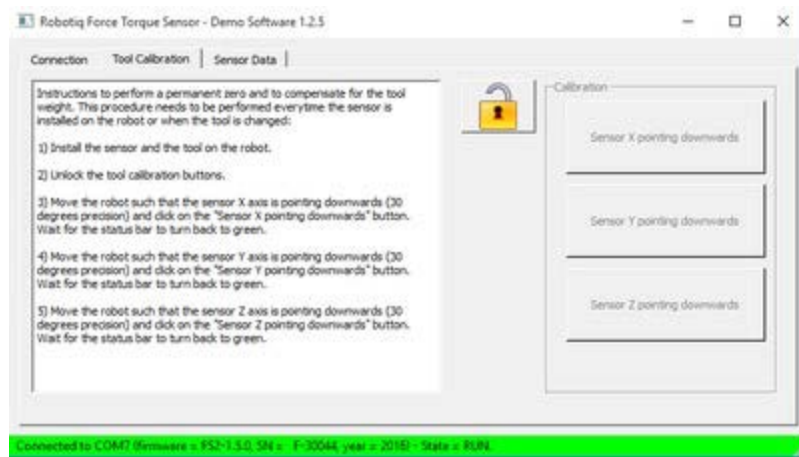 Robotiq Force Torque Sensor - Demo Software 1.2.5
Connection Tool Calibration Sensor Data
Instructions to perform a permanent zero and to compensate for the tool
weight. This procedure needs to be performed everytime the sensor is
installed on the robot or when the tool is changed:
1) Install the sensor and the tool on the robot.
2) Unlock the tool calibration buttons.
3) Move the robot such that the sensor X axis is pointing downwards (30
degrees precision) and click on the "Sensor X pointing downwards" button.
Wait for the status bar to turn back to green.
4) Move the robot such that the sensor Y axis is pointing downwards (30
degrees precision) and click on the "Sensor Y pointing downwards" button.
Wait for the status bar to turn back to green.
5) Move the robot such that the sensor Z axis is pointing downwards (30
degrees precision) and click on the "Sensor Z pointing downwards" button.
Wait for the status bar to turn back to green.
Calibration
Sensor X pointing downwards
Sensor Y pointing downwards
Sensor Z pointing downwards
Connected to COM7 (firmware = FS2-1.5.0, SN = F-30044, year = 2016) - State = RUN.